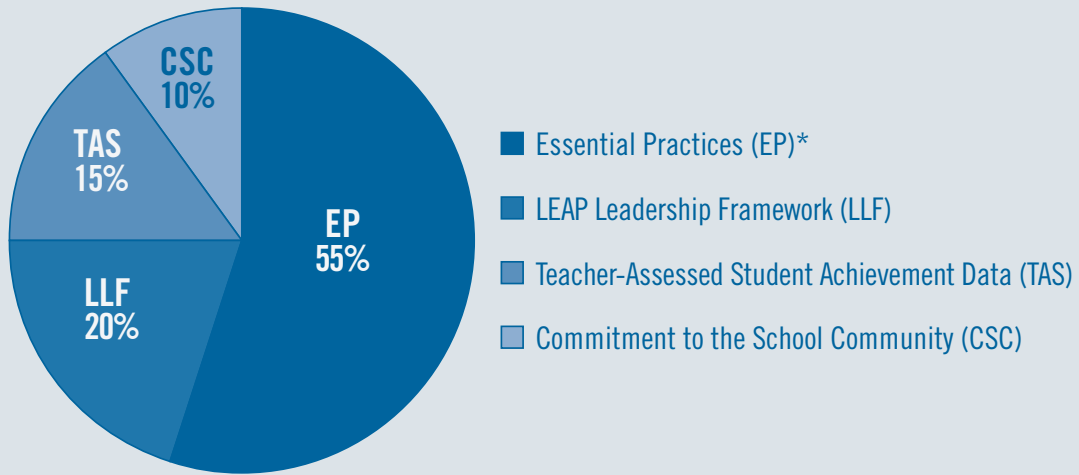 CSC
10%
TAS
15%
EP
55%
LLF
20%
Essential Practices (EP)*
LEAP Leadership Framework (LLF)
Teacher-Assessed Student Achievement Data (TAS)
Commitment to the School Community (CSC)